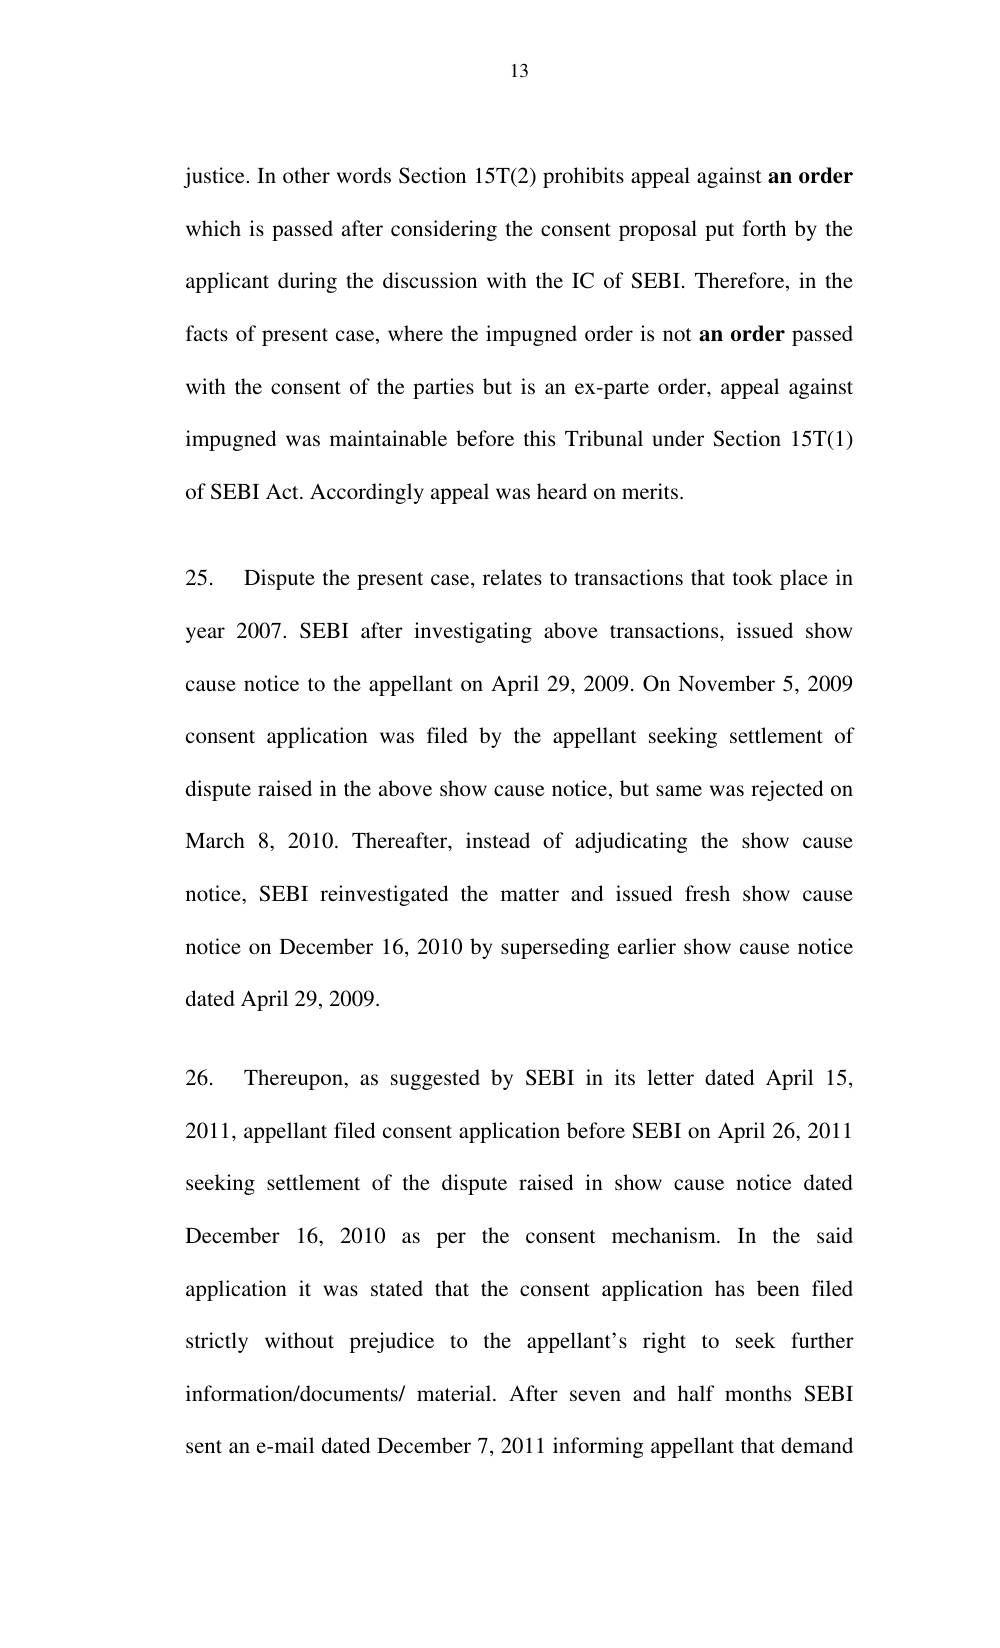 13
justice. In other words Section 15T(2) prohibits appeal against an order
which is passed after considering the consent proposal put forth by the
applicant during the discussion with the IC of SEBI. Therefore, in the
facts of present case, where the impugned order is not an order passed
with the consent of the parties but is an ex-parte order, appeal against
impugned was maintainable before this Tribunal under Section 15T(1)
of SEBI Act. Accordingly appeal was heard on merits.
25. Dispute the present case, relates to transactions that took place in
year 2007. SEBI after investigating above transactions, issued show
cause notice to the appellant on April 29, 2009. On November 5, 2009
consent application was filed by the appellant seeking settlement of
dispute raised in the above show cause notice, but same was rejected on
March 8, 2010. Thereafter, instead of adjudicating the show cause
notice, SEBI reinvestigated the matter and issued fresh show cause
notice on December 16, 2010 by superseding earlier show cause notice
dated April 29, 2009.
26. Thereupon, as suggested by SEBI in its letter dated April 15,
2011, appellant filed consent application before SEBI on April 26, 2011
seeking settlement of the dispute raised in show cause notice dated
December 16, 2010 as per the consent mechanism. In the said
application it was stated that the consent application has been filed
strictly without prejudice to the appellant’s right to seek further
information/documents/ material. After seven and half months SEBI
sent an e-mail dated December 7, 2011 informing appellant that demand